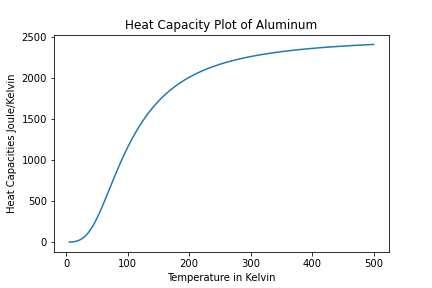 Heat Capacity Plot of Aluminum
2500
2000
1500
1000
500
0
Heat Capacities Joule/Kelvin
0 100 200 300 400 500
Temperature in Kelvin